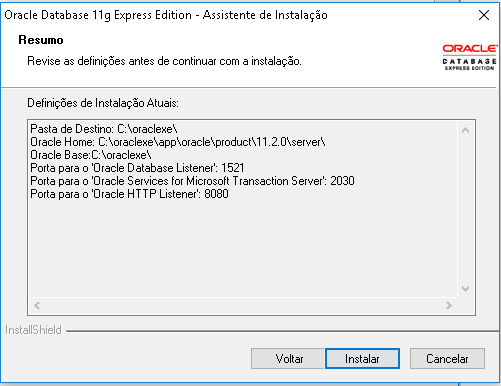 Oracle Database 11g Express Edition - Assistente de Instalação
Resumo
Revise as definições antes de continuar com a instalação.
ORACLE
DATABASE
EXPRESS EDITION
Definições de Instalação Atuais:
Pasta de Destino: C:\oraclexe\
Oracle Home: C:\oraclexe\app\oracle\product\11.2.0\server\
Oracle Base:C:\oraclexe\
Porta para o 'Oracle Database Listener': 1521
Porta para o 'Oracle Services for Microsoft Transaction Server': 2030
Porta para o 'Oracle HTTP Listener': 8080
InstallShield
Voltar
Instalar
Cancelar